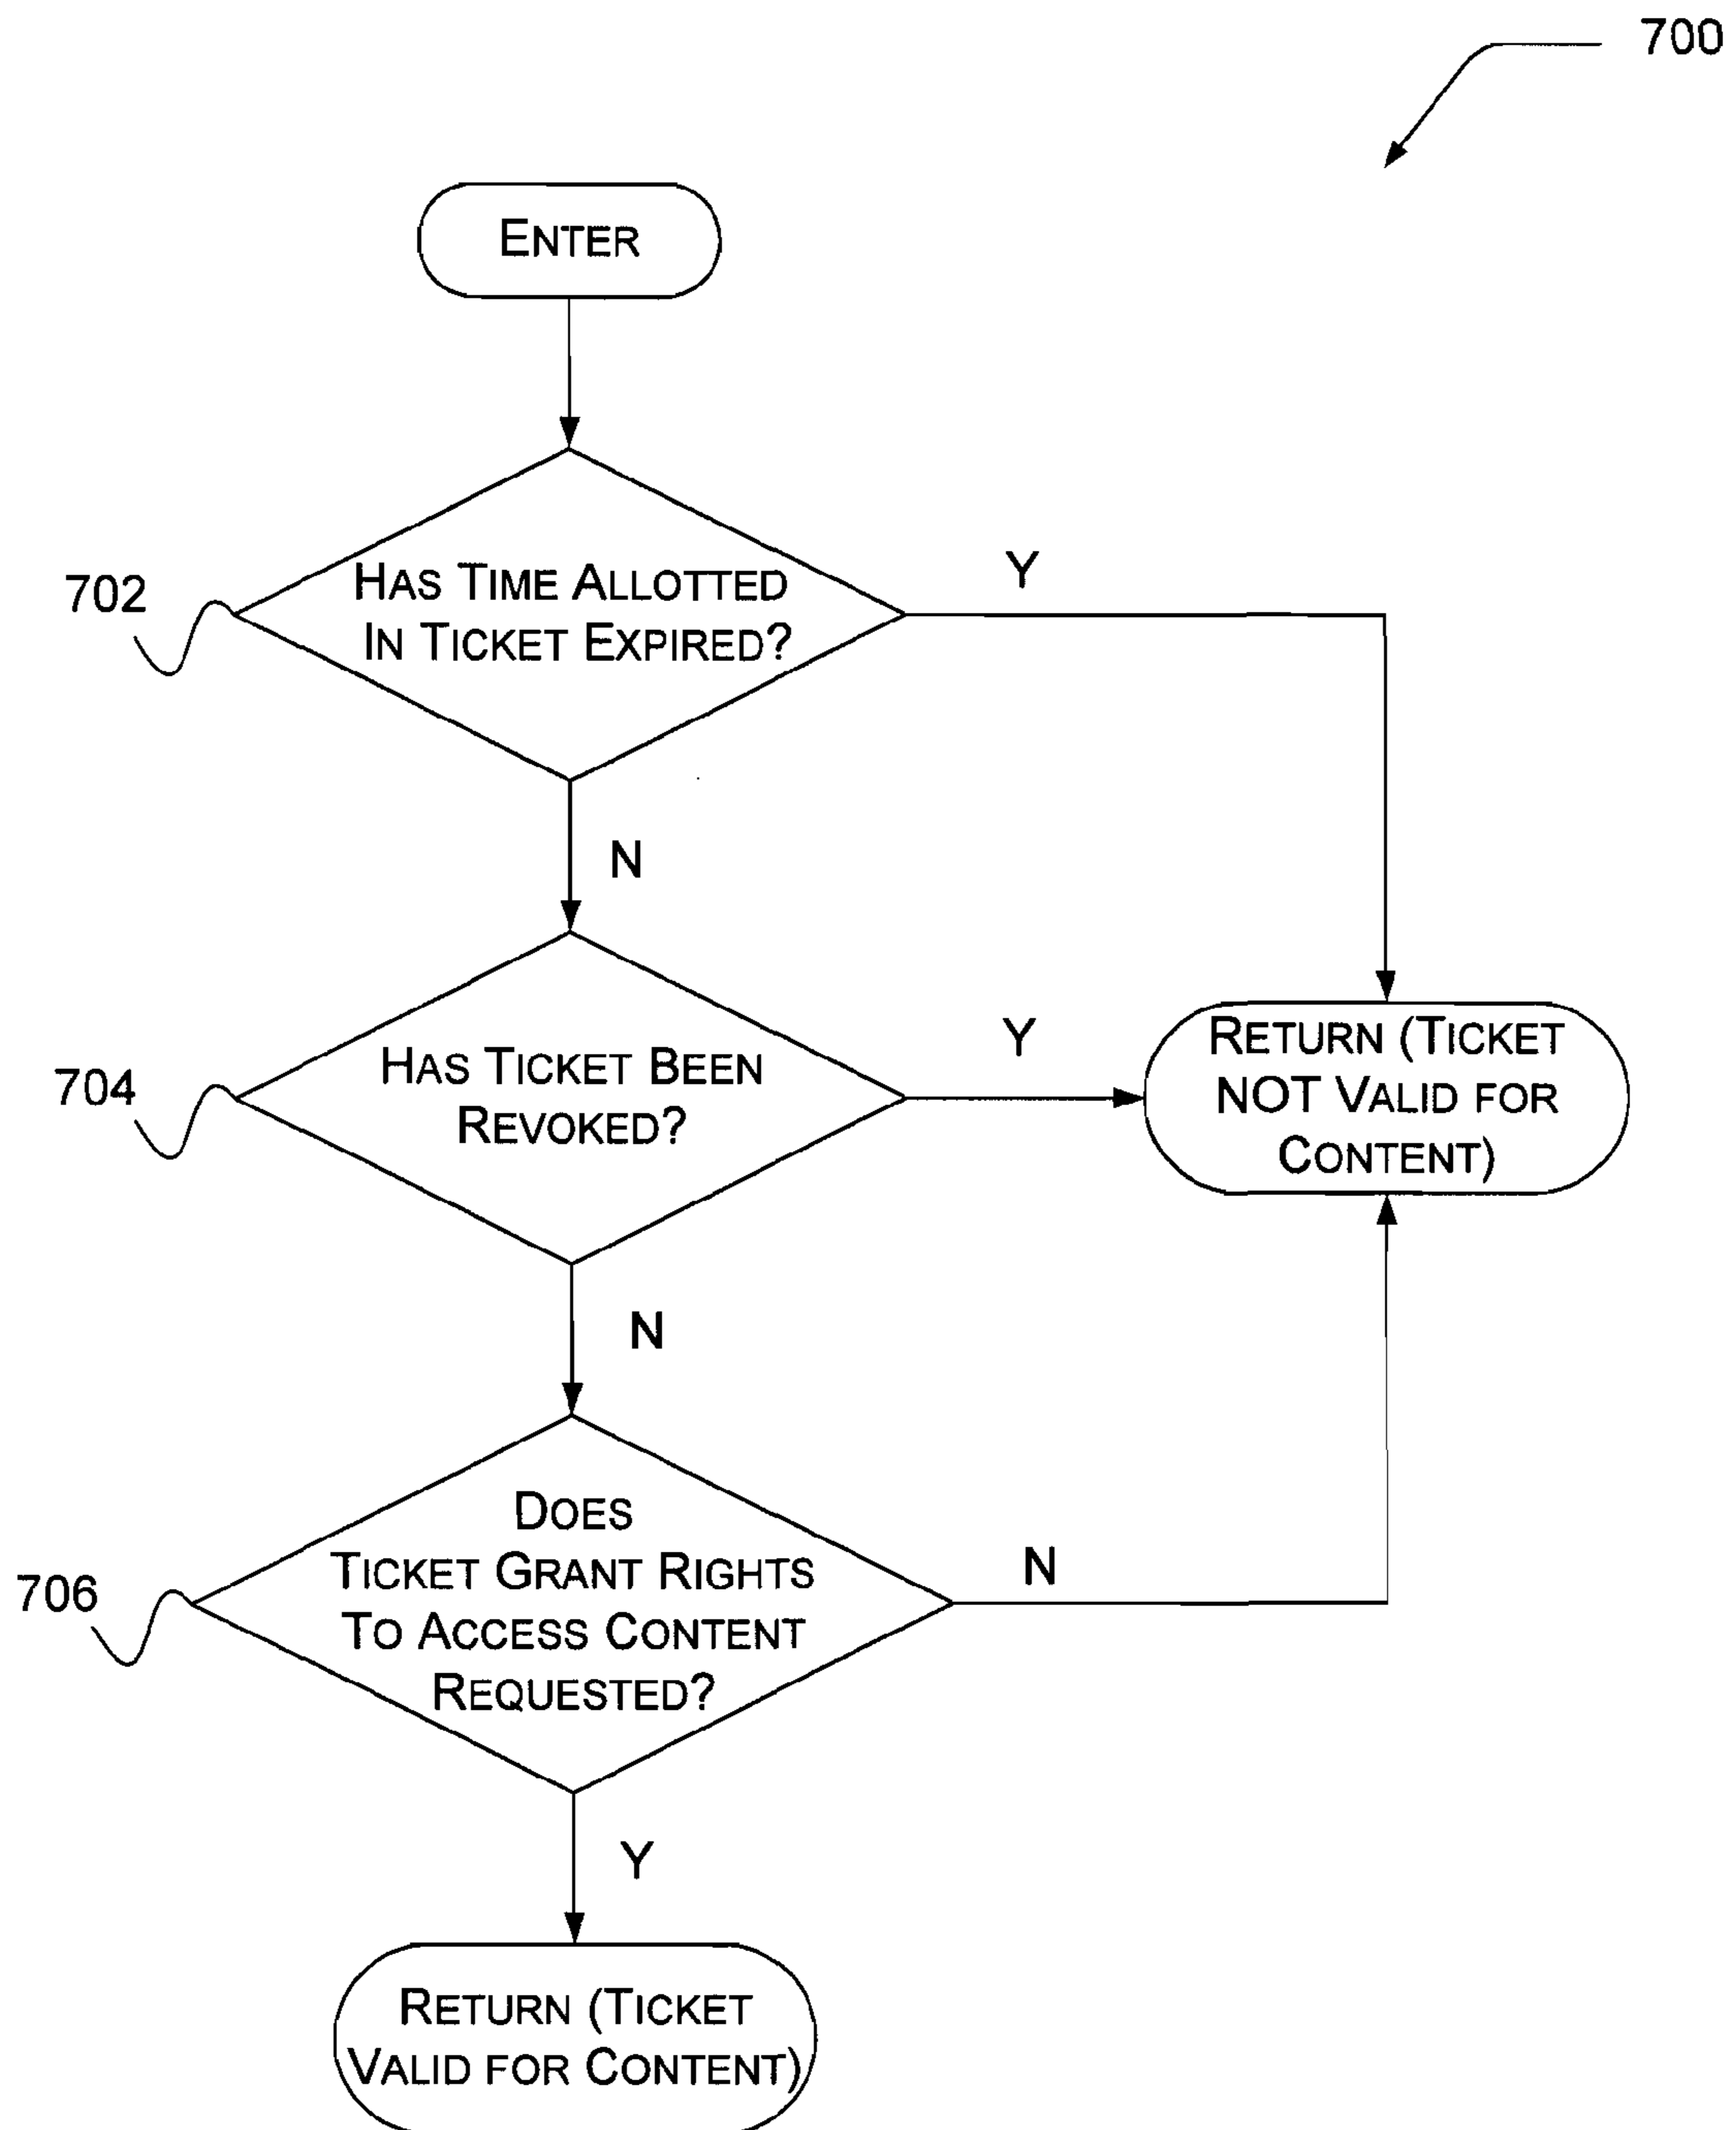 700
ENTER
702
HAS TIME ALLOTTED
IN TICKET EXPIRED?
Y
N
704
HAS TICKET BEEN
REVOKED?
Y
RETURN (TICKET
NOT VALID FOR
CONTENT)
N
706
DOES
TICKET GRANT RIGHTS
TO ACCESS CONTENT
REQUESTED?
N
Y
RETURN (TICKET
VALID FOR CONTENT)